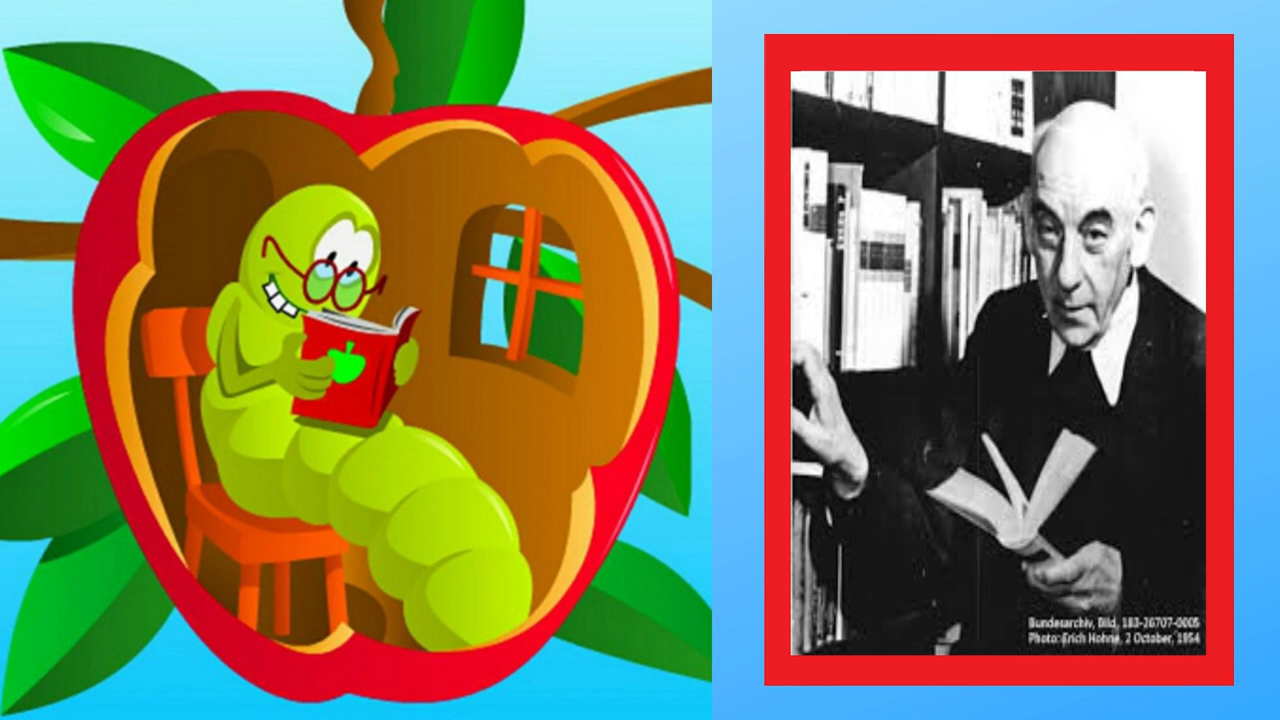 Bundesarchiv, Bild, 183-26707-0005
Photo: Erich Hohne, 2 October, 1954